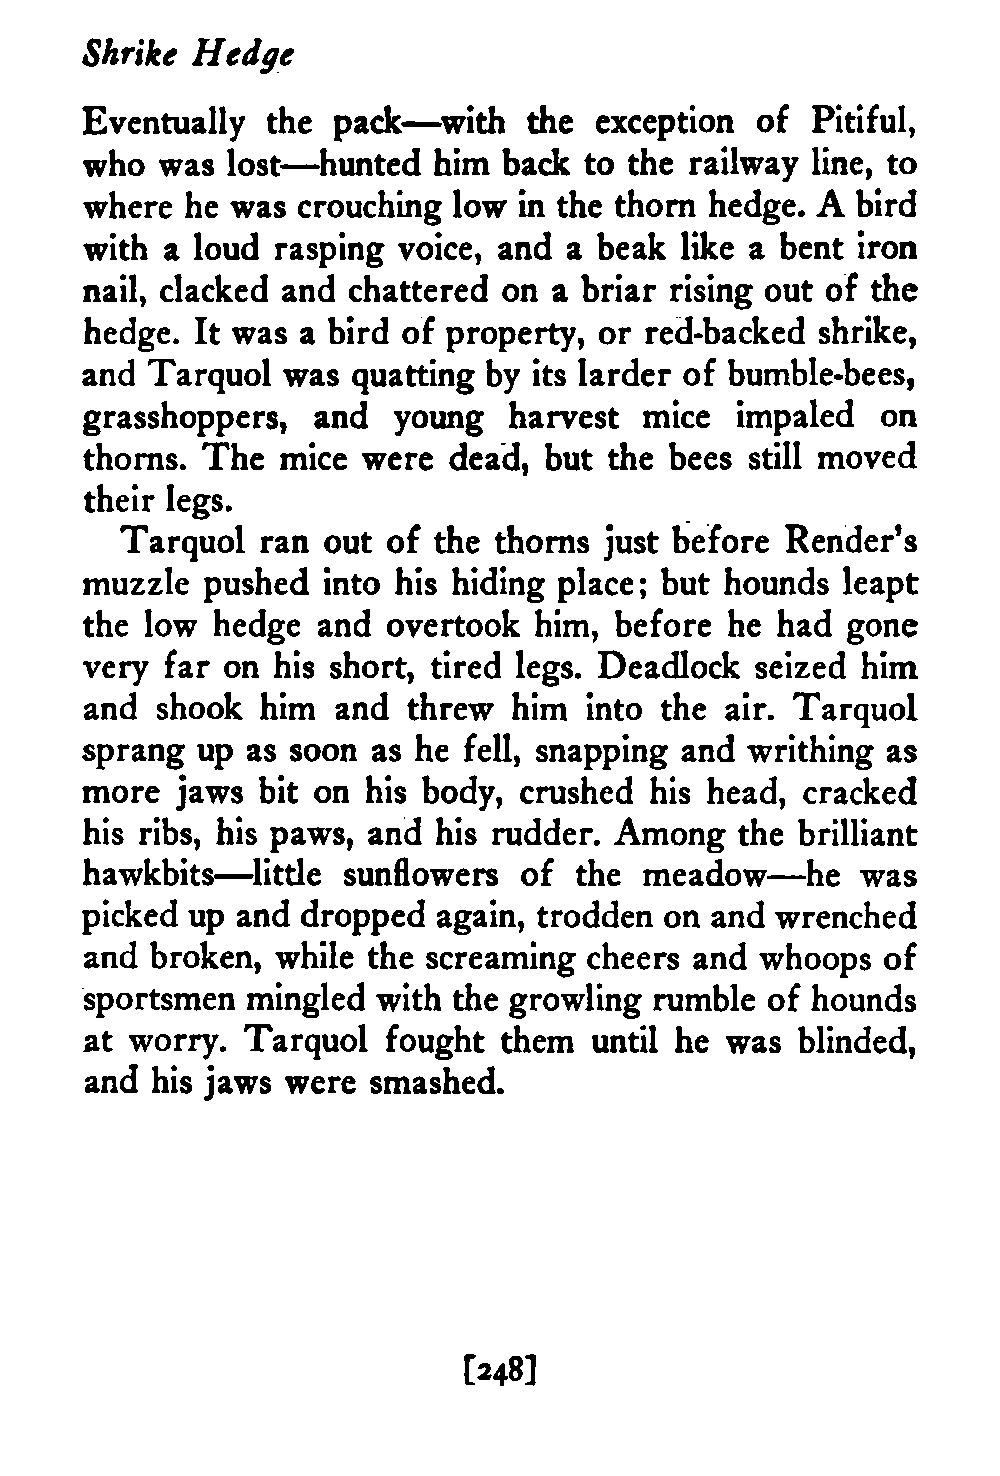 Shrike Hedge
Eventually the pack—with the exception of Pitiful,
who was lost—hunted him back to the railway line, to
where he was crouching low in the thorn hedge. A bird
with a loud rasping voice, and a beak like a bent iron
nail, clacked and chattered on a briar rising out of the
hedge. It was a bird of property, or red-backed shrike,
and Tarquol was quatting by its larder of bumble-bees,
grasshoppers, and young harvest mice impaled on
thorns. The mice were dead, but the bees still moved
their legs.
Tarquol ran out of the thorns just before Render's
muzzle pushed into his hiding place; but hounds leapt
the low hedge and overtook him, before he had gone
very far on his short, tired legs. Deadlock seized him
and shook him and threw him into the air. Tarquol
sprang up as soon as he fell, snapping and writhing as
more jaws bit on his body, crushed his head, cracked
his ribs, his paws, and his rudder. Among the brilliant
hawkbits—little sunflowers of the meadow—he was
picked up and dropped again, trodden on and wrenched
and broken, while the screaming cheers and whoops of
sportsmen mingled with the growling rumble of hounds
at worry. Tarquol fought them until he was blinded,
and his jaws were smashed.
[248]